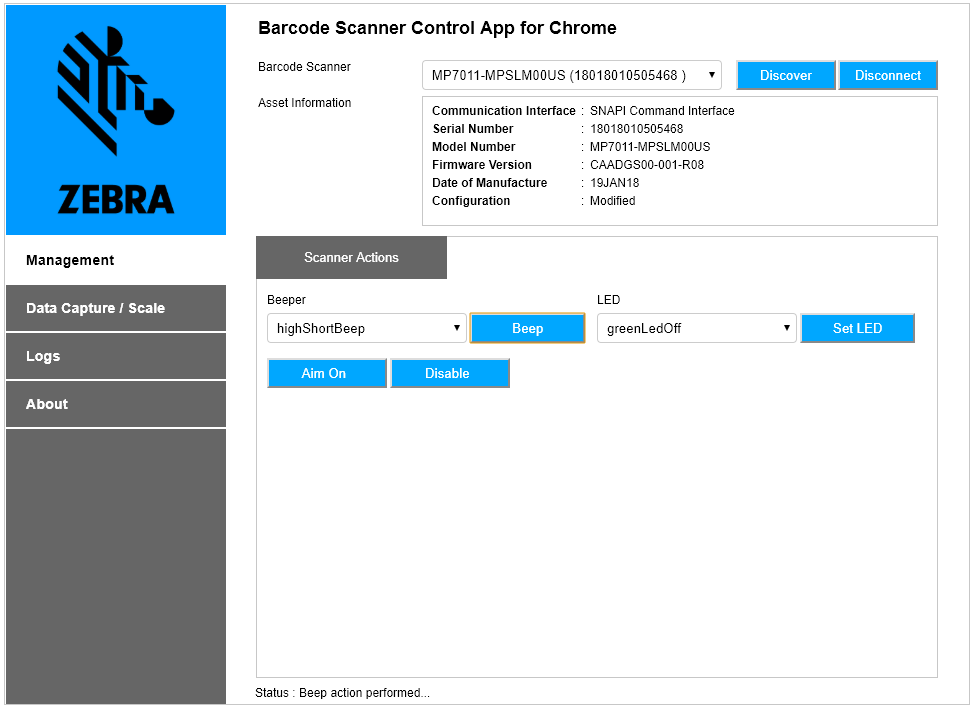 ZEBRA
Management
Data Capture / Scale
Logs
About
Barcode Scanner Control App for Chrome
Barcode Scanner
MP7011-MPSLM00US (18018010505468 )
Discover
Disconnect
Asset Information
Communication Interface : SNAPI Command Interface
Serial Number : 18018010505468
Model Number : MP7011-MPSLM00US
Firmware Version : CAADGS00-001-R08
Date of Manufacture : 19JAN18
Configuration : Modified
Scanner Actions
Beeper
LED
highShortBeep
Beep
greenLedOff
Set LED
Aim On
Disable
Status : Beep action performed...